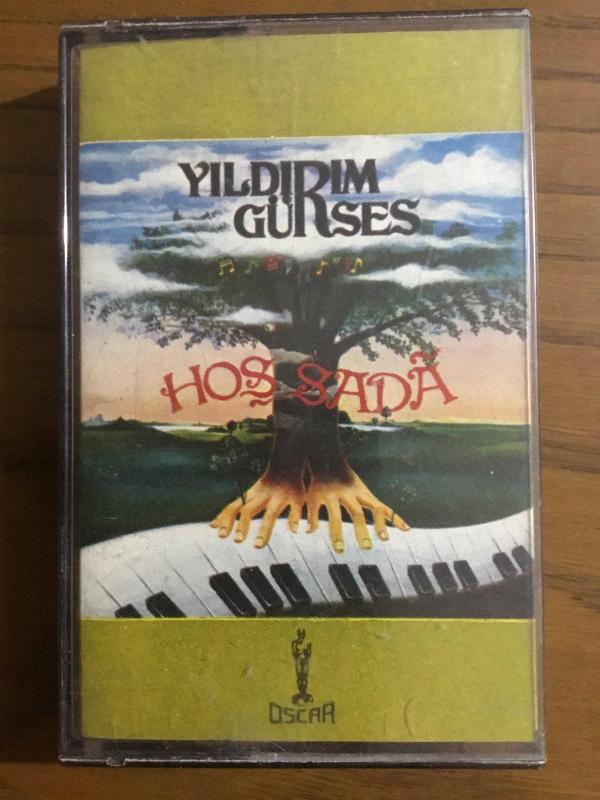 YILDIRIM
GÜRSES
HOŞ SADÂ
OSCAR